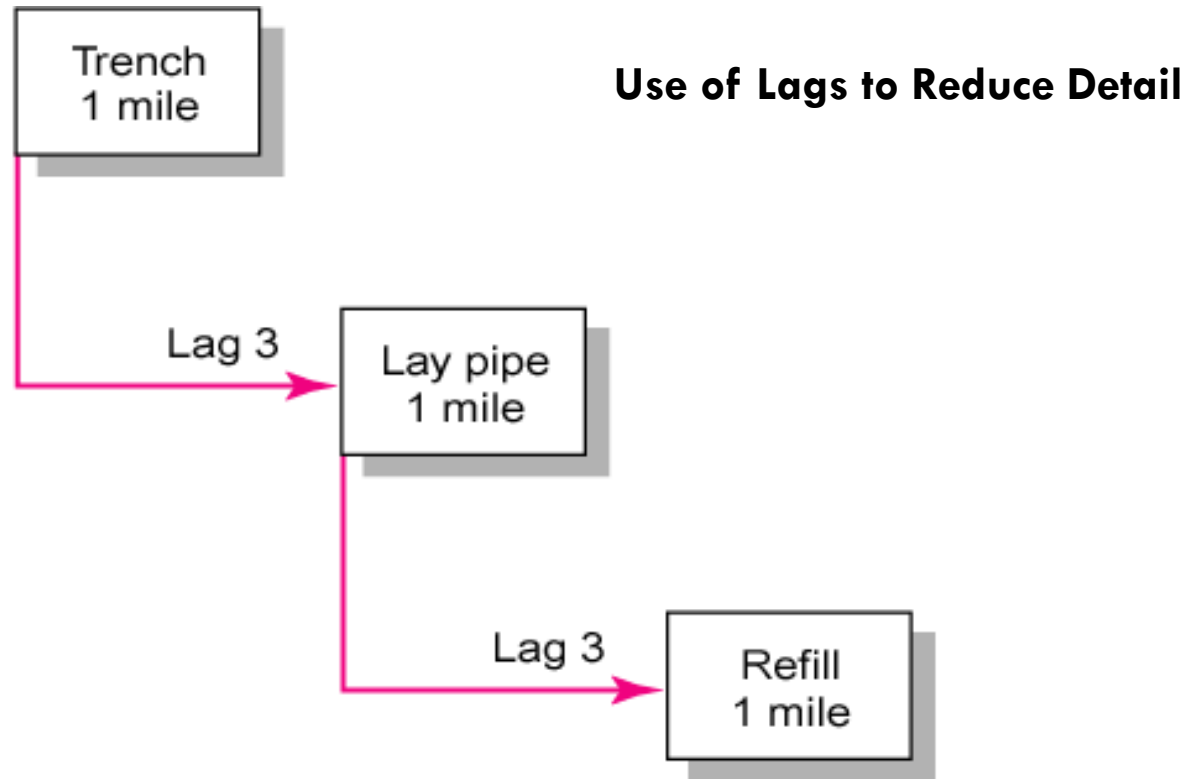 Trench
1 mile
Use of Lags to Reduce Detail
Lag 3
Lay pipe
1 mile
Lag 3
Refill
1 mile